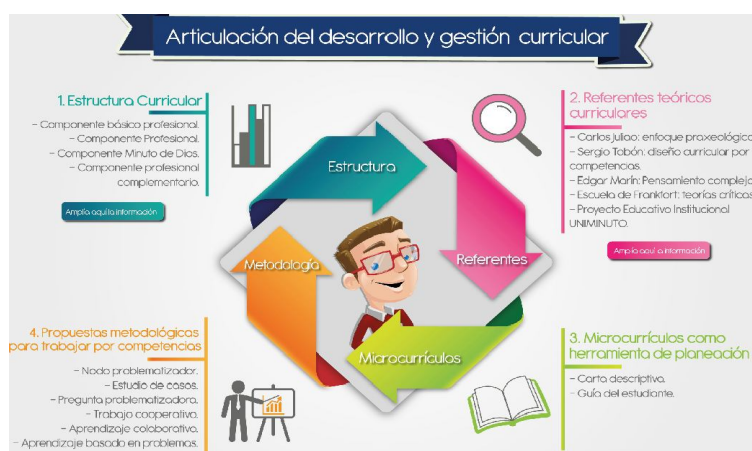 Articulación del desarrollo y gestión curricular
1. Estructura Curricular
- Componente básico profesional.
- Componente Profesional.
- Componente Minuto de Dios.
- Componente profesional
complementario.
Amplía aquí la información
2. Referentes teóricos
curriculares
- Carlos Juliao: enfoque praxeológico
- Sergio Tobón: diseño curricular por
competencias.
- Edgar Marín: Pensamiento complejo
- Escuela de Frankfort: teorías críticas
- Proyecto Educativo Institucional
UNIMINUTO.
Amplía aquí a información
Estructura
Referentes
Microcurrículos
Metodología
3. Microcurrículos como
herramienta de planeación
- Carta descriptiva.
- Guía del estudiante.
4. Propuestas metodológicas
para trabajar por competencias
- Nodo problematizador.
- Estudio de casos.
- Pregunta problematizadora.
- Trabajo cooperativo.
- Aprendizaje colaborativo.
- Aprendizaje basado en problemas.